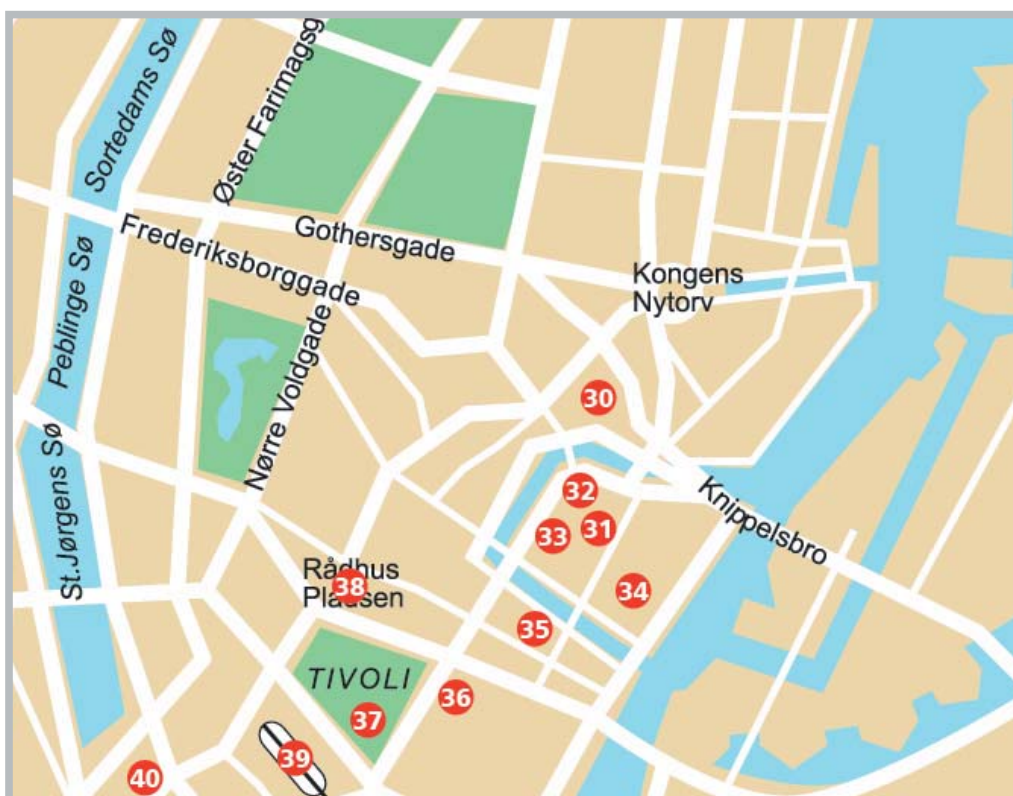 Sortedams Sø
Øster Farimagsg
Frederiksborggade
Gothersgade
Peblinge Sø
Kongens
Nytorv
Nørre Voldgade
30
St.Jørgens Sø
32
31
33
Knippelsbro
Rådhus
Pladsen
38
34
35
TIVOLI
36
37
39
40